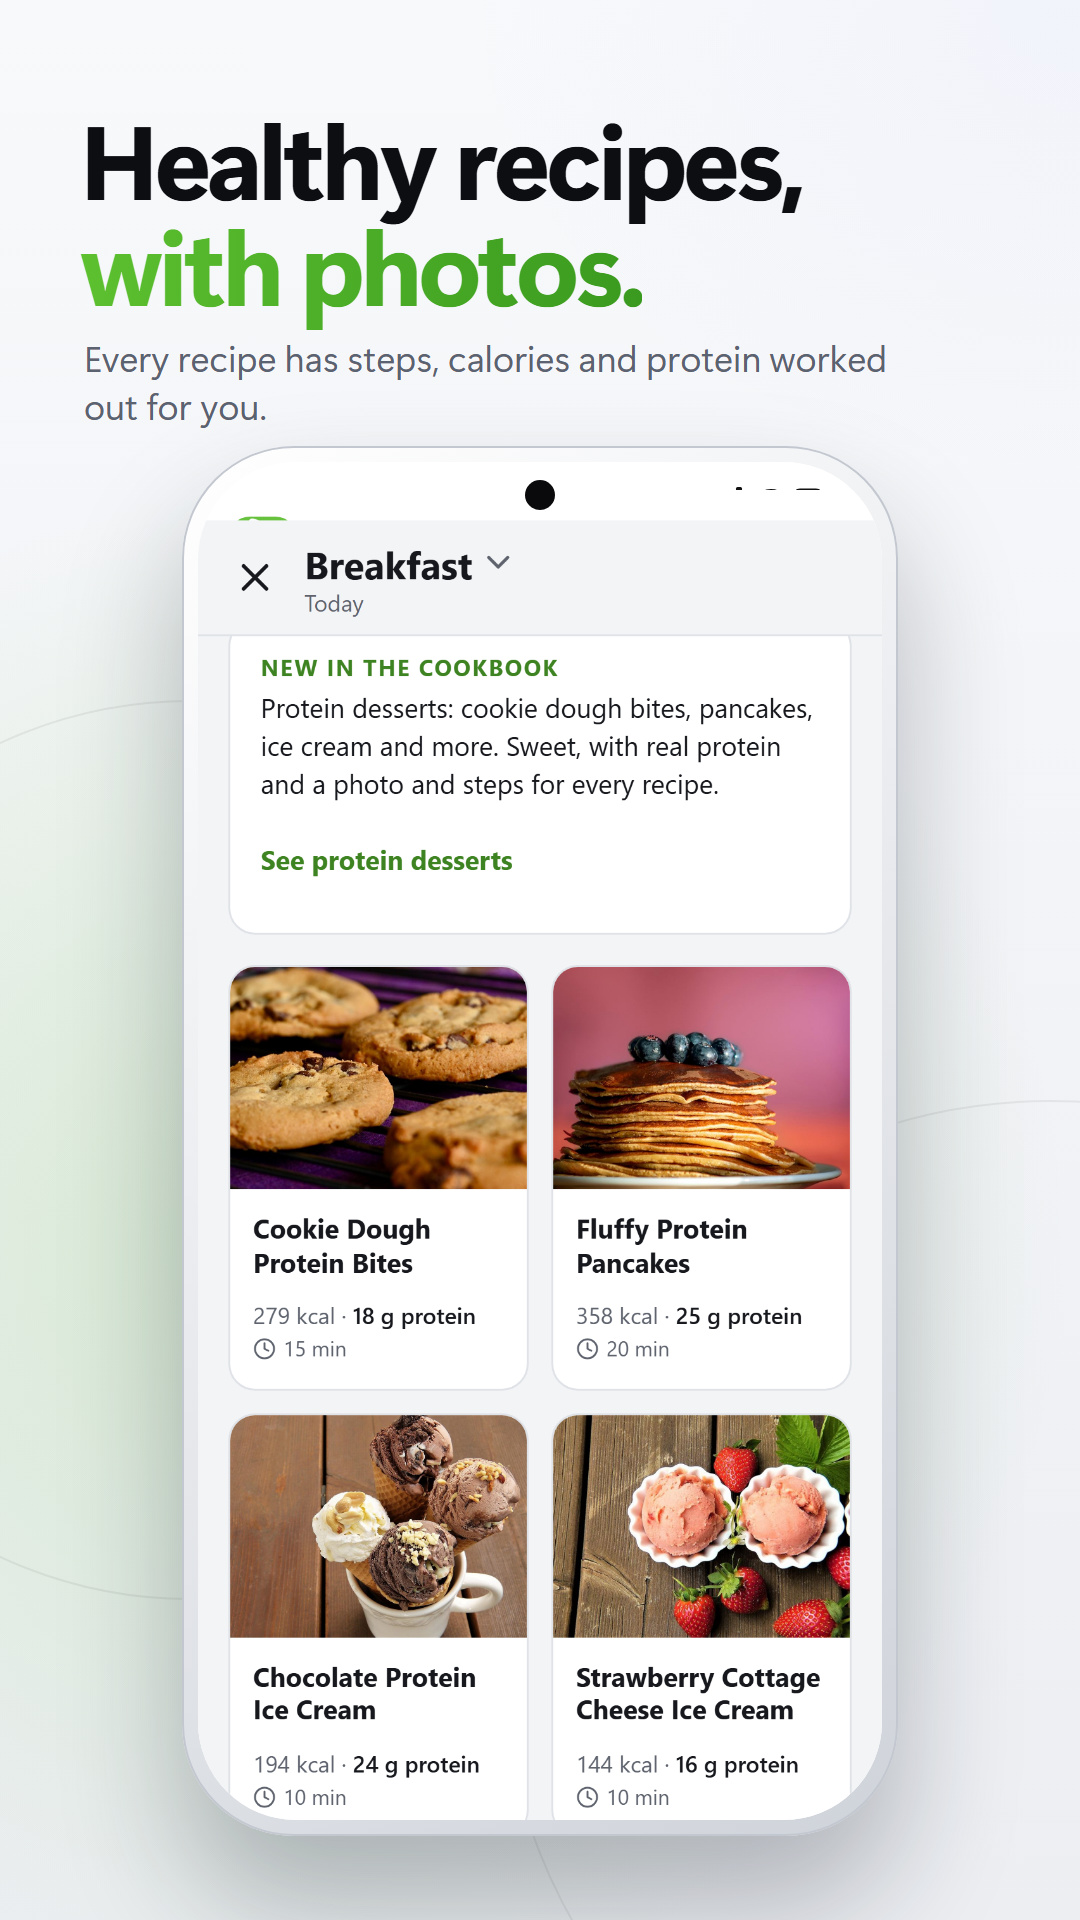 Healthy recipes,
with photos.
Every recipe has steps, calories and protein worked
out for you.
Breakfast
Today
NEW IN THE COOKBOOK
Protein desserts: cookie dough bites, pancakes,
ice cream and more. Sweet, with real protein
and a photo and steps for every recipe.
See protein desserts
Cookie Dough
Protein Bites
279 kcal · 18 g protein
15 min
Fluffy Protein
Pancakes
358 kcal · 25 g protein
20 min
Chocolate Protein
Ice Cream
194 kcal · 24 g protein
10 min
Strawberry Cottage
Cheese Ice Cream
144 kcal · 16 g protein
10 min